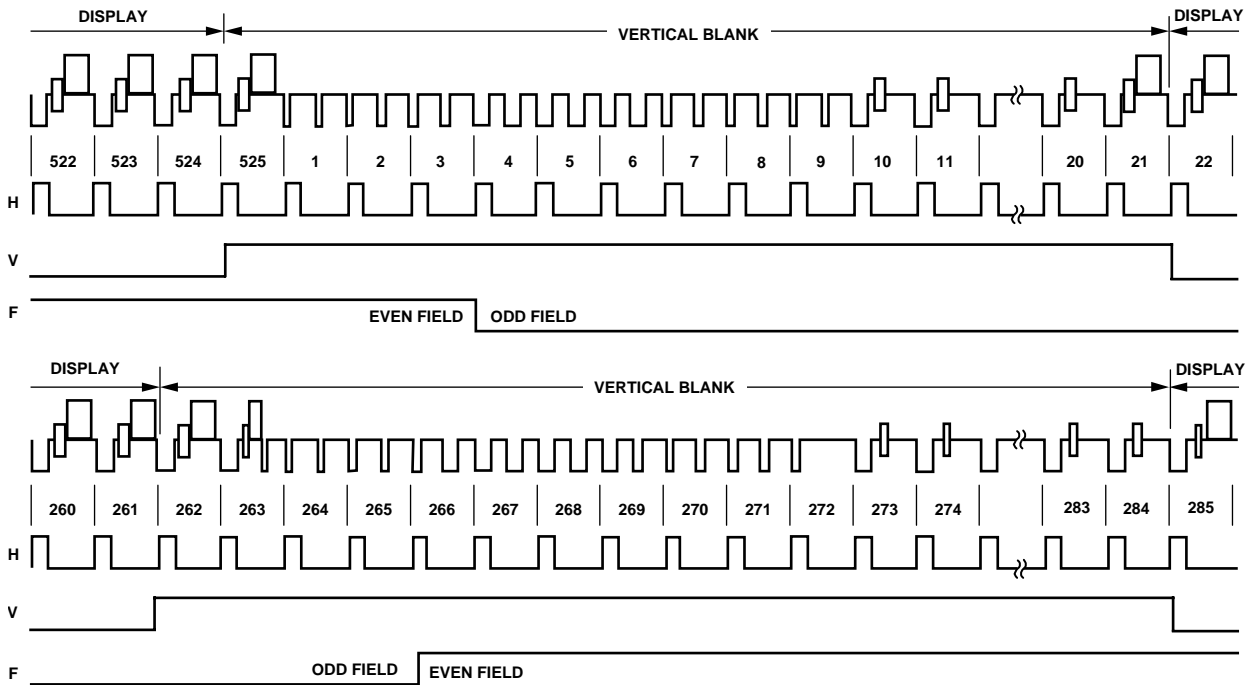 DISPLAY VERTICAL BLANK DISPLAY
522 523 524 525 1 2 3 4 5 6 7 8 9 10 11 20 21 22
H
V
F
EVEN FIELD ODD FIELD
DISPLAY VERTICAL BLANK DISPLAY
260 261 262 263 264 265 266 267 268 269 270 271 272 273 274 283 284 285
H
V
ODD FIELD EVEN FIELD
F